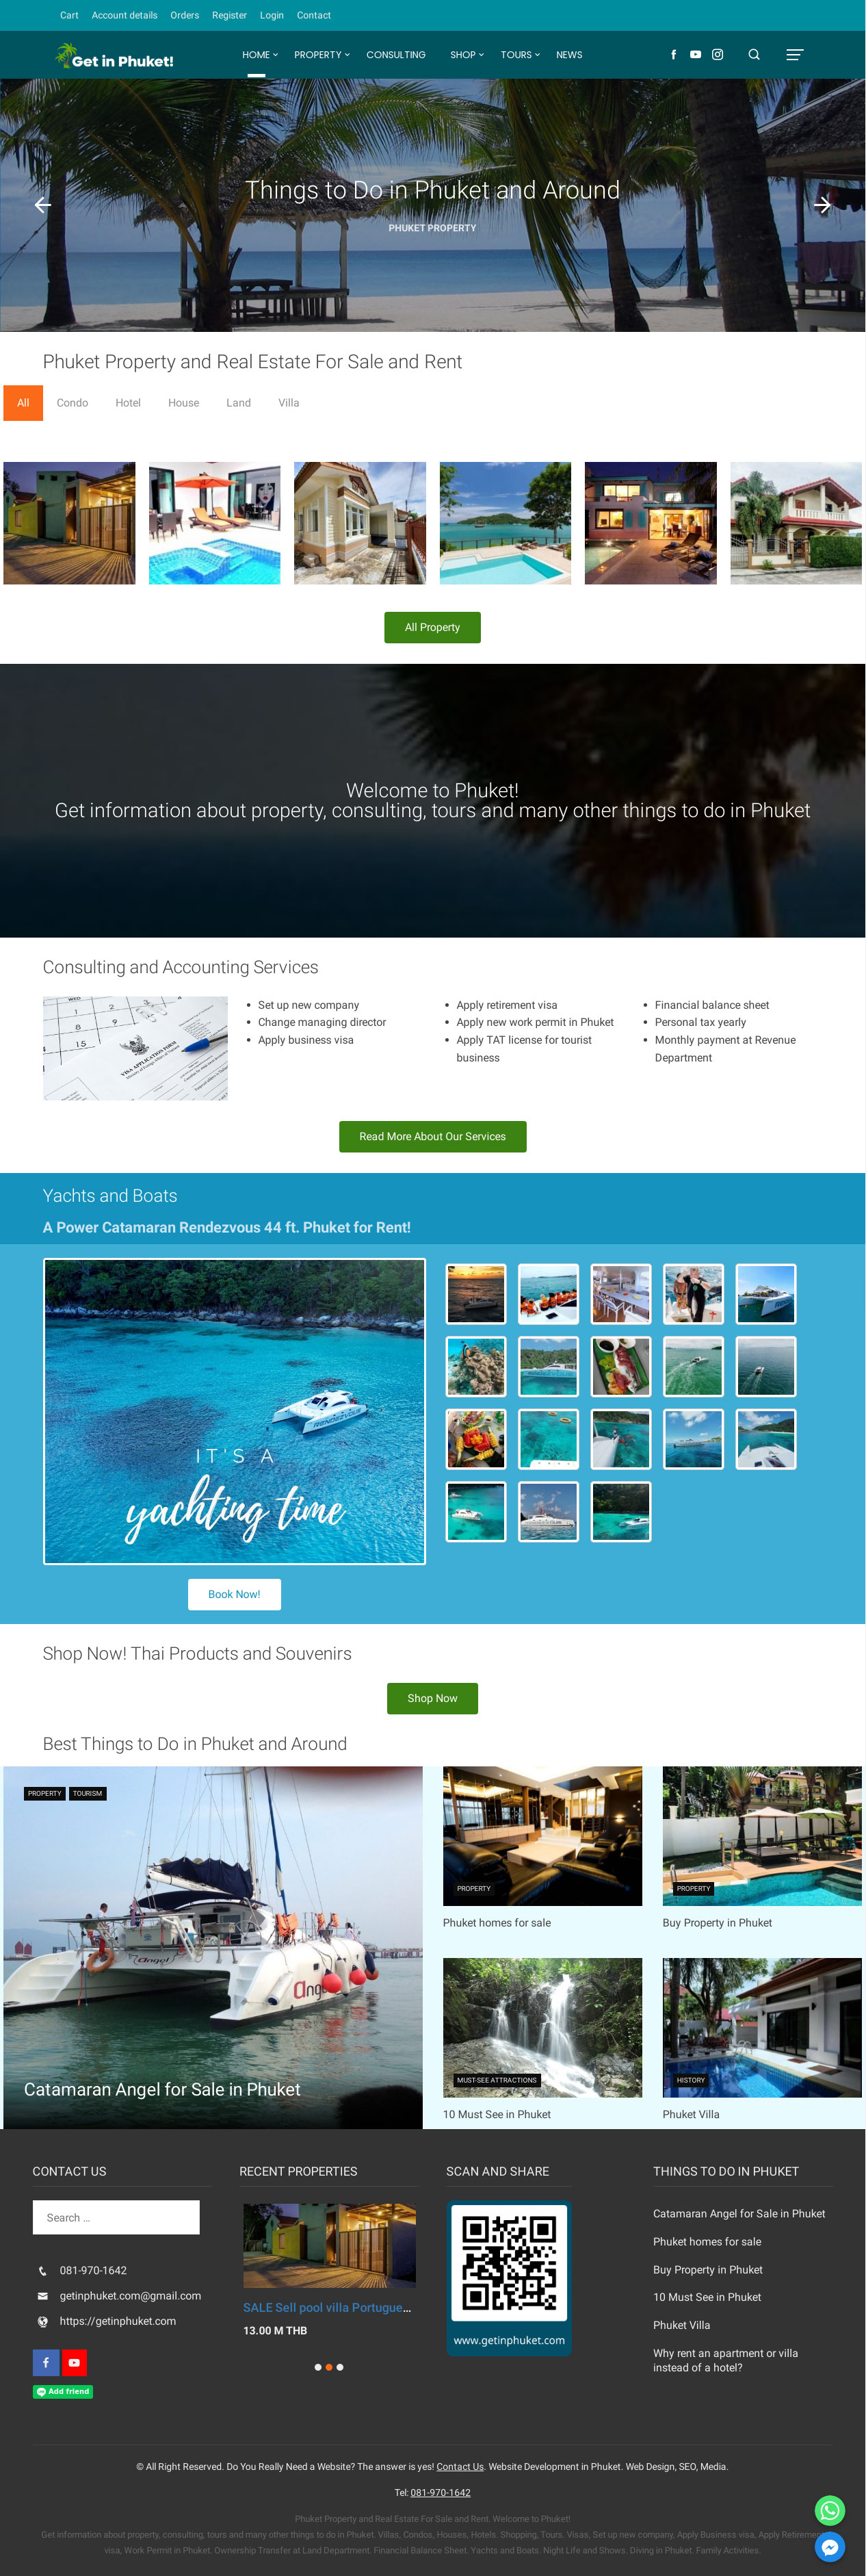 Cart Account details Orders Register Login Contact
Get in Phuket!
HOME PROPERTY CONSULTING SHOP TOURS NEWS
Things to Do in Phuket and Around
PHUKET PROPERTY
Phuket Property and Real Estate For Sale and Rent
All Condo Hotel House Land Villa
All Property
Welcome to Phuket!
Get information about property, consulting, tours and many other things to do in Phuket
Consulting and Accounting Services
VISA APPLICATION FORM
Set up new company
Change managing director
Apply business visa
Apply retirement visa
Apply new work permit in Phuket
Apply TAT license for tourist
business
Financial balance sheet
Personal tax yearly
Monthly payment at Revenue
Department
Read More About Our Services
Yachts and Boats
A Power Catamaran Rendezvous 44 ft. Phuket for Rent!
RENDEZVOUS
IT'S A
yachting time
Book Now!
Shop Now! Thai Products and Souvenirs
Shop Now
Best Things to Do in Phuket and Around
PROPERTY TOURISM
angel
Catamaran Angel for Sale in Phuket
PROPERTY
Phuket homes for sale
PROPERTY
Buy Property in Phuket
MUST-SEE ATTRACTIONS
10 Must See in Phuket
HISTORY
Phuket Villa
CONTACT US
Search ...
081-970-1642
getinphuket.com@gmail.com
https://getinphuket.com
Add friend
RECENT PROPERTIES
SALE Sell pool villa Portugue...
13.00 M THB
SCAN AND SHARE
www.getinphuket.com
THINGS TO DO IN PHUKET
Catamaran Angel for Sale in Phuket
Phuket homes for sale
Buy Property in Phuket
10 Must See in Phuket
Phuket Villa
Why rent an apartment or villa
instead of a hotel?
© All Right Reserved. Do You Really Need a Website? The answer is yes! Contact Us. Website Development in Phuket. Web Design, SEO, Media.
Tel: 081-970-1642
Phuket Property and Real Estate For Sale and Rent. Welcome to Phuket!
Get information about property, consulting, tours and many other things to do in Phuket. Villas, Condos, Houses, Hotels. Shopping, Tours. Visas, Set up new company, Apply Business visa, Apply Retirement
visa, Work Permit in Phuket. Ownership Transfer at Land Department. Financial Balance Sheet. Yachts and Boats. Night Life and Shows. Diving in Phuket. Family Activities.